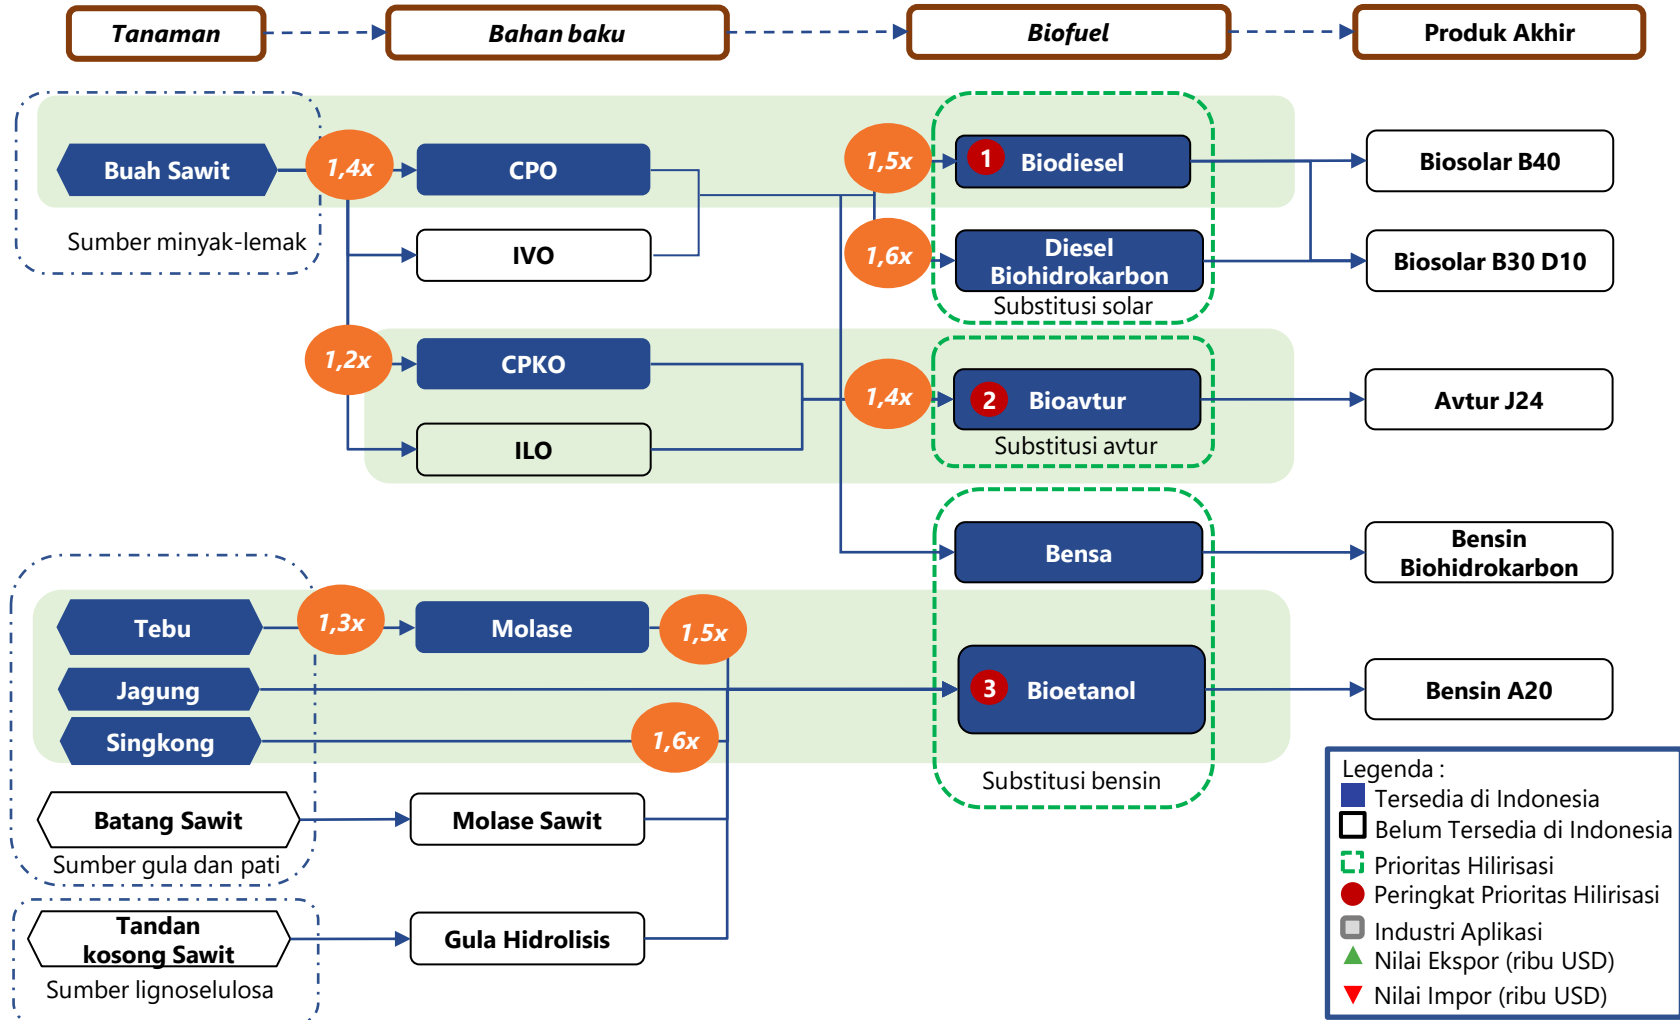 Tanaman
Bahan baku
Biofuel
Produk Akhir
Buah Sawit
1,4x
CPO
1,5x
1
Biodiesel
Biosolar B40
Sumber minyak-lemak
IVO
1,6x
Diesel
Biohidrokarbon
Biosolar B30 D10
Substitusi solar
1,2x
CPKO
1,4x
2
Bioavtur
Avtur J24
ILO
Substitusi avtur
Bensa
Bensin
Biohidrokarbon
Tebu
1,3x
Molase
1,5x
Jagung
3
Bioetanol
Bensin A20
Singkong
1,6x
Substitusi bensin
Batang Sawit
Molase Sawit
Sumber gula dan pati
Tandan
kosong Sawit
Gula Hidrolisis
Sumber lignoselulosa
Legenda :
Tersedia di Indonesia
Belum Tersedia di Indonesia
Prioritas Hilirisasi
Peringkat Prioritas Hilirisasi
Industri Aplikasi
Nilai Ekspor (ribu USD)
Nilai Impor (ribu USD)